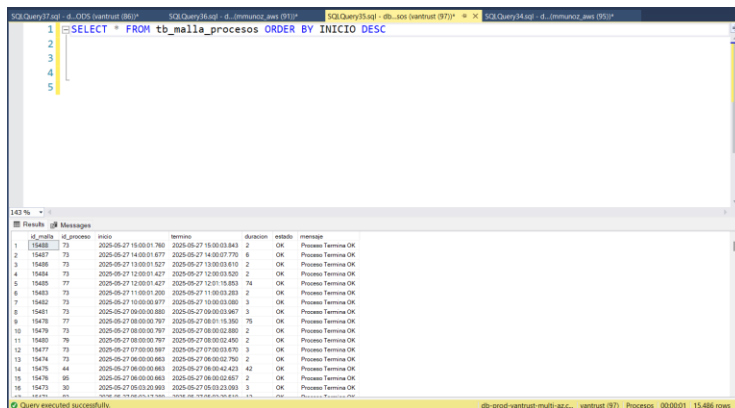 SQLQuery37.sql - d...ODS (vantrust (86))* SQLQuery36.sql - d...(mmunoz_aws (91))* SQLQuery35.sql - db...sos (vantrust (97))* SQLQuery34.sql - d...(mmunoz_aws (95))*
1 SELECT * FROM tb_malla_procesos ORDER BY INICIO DESC
2
3
4
5
143 %
Results Messages
id_malla id_proceso inicio termino duracion estado mensaje
1 15488 73 2025-05-27 15:00:01.760 2025-05-27 15:00:03.843 2 OK Proceso Termina OK
2 15487 73 2025-05-27 14:00:01.677 2025-05-27 14:00:07.770 6 OK Proceso Termina OK
3 15486 73 2025-05-27 13:00:01.527 2025-05-27 13:00:03.610 2 OK Proceso Termina OK
4 15484 73 2025-05-27 12:00:01.427 2025-05-27 12:00:03.520 2 OK Proceso Termina OK
5 15485 77 2025-05-27 12:00:01.427 2025-05-27 12:01:15.853 74 OK Proceso Termina OK
6 15483 73 2025-05-27 11:00:01.200 2025-05-27 11:00:03.283 2 OK Proceso Termina OK
7 15482 73 2025-05-27 10:00:00.977 2025-05-27 10:00:03.080 3 OK Proceso Termina OK
8 15481 73 2025-05-27 09:00:00.880 2025-05-27 09:00:03.967 3 OK Proceso Termina OK
9 15478 77 2025-05-27 08:00:00.797 2025-05-27 08:01:15.350 75 OK Proceso Termina OK
10 15479 73 2025-05-27 08:00:00.797 2025-05-27 08:00:02.880 2 OK Proceso Termina OK
11 15480 79 2025-05-27 08:00:00.797 2025-05-27 08:00:02.450 2 OK Proceso Termina OK
12 15477 73 2025-05-27 07:00:00.597 2025-05-27 07:00:03.670 3 OK Proceso Termina OK
13 15474 73 2025-05-27 06:00:00.663 2025-05-27 06:00:02.750 2 OK Proceso Termina OK
14 15475 44 2025-05-27 06:00:00.663 2025-05-27 06:00:42.423 42 OK Proceso Termina OK
15 15476 85 2025-05-27 06:00:00.663 2025-05-27 06:00:02.657 2 OK Proceso Termina OK
16 15473 30 2025-05-27 05:03:20.993 2025-05-27 05:03:23.093 3 OK Proceso Termina OK
Query executed successfully. db-prod-vantrust-multi-az.c... vantrust (97) Procesos 00:00:01 15.486 rows